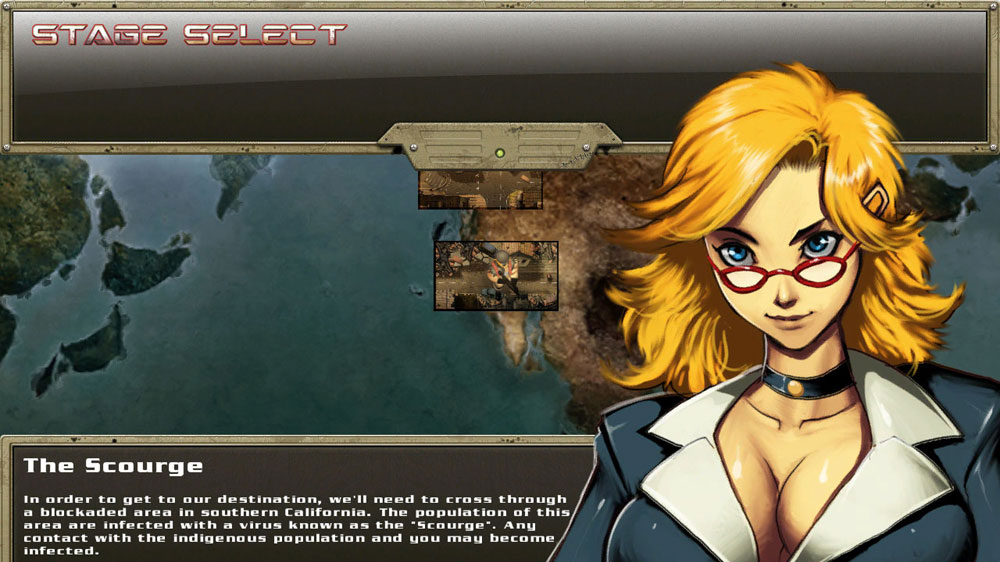 STAGE SELECT
The Scourge
In order to get to our destination, we'll need to cross through
a blockaded area in southern California. The population of this
area are infected with a virus known as the "Scourge". Any
contact with the indigenous population and you may become
infected.